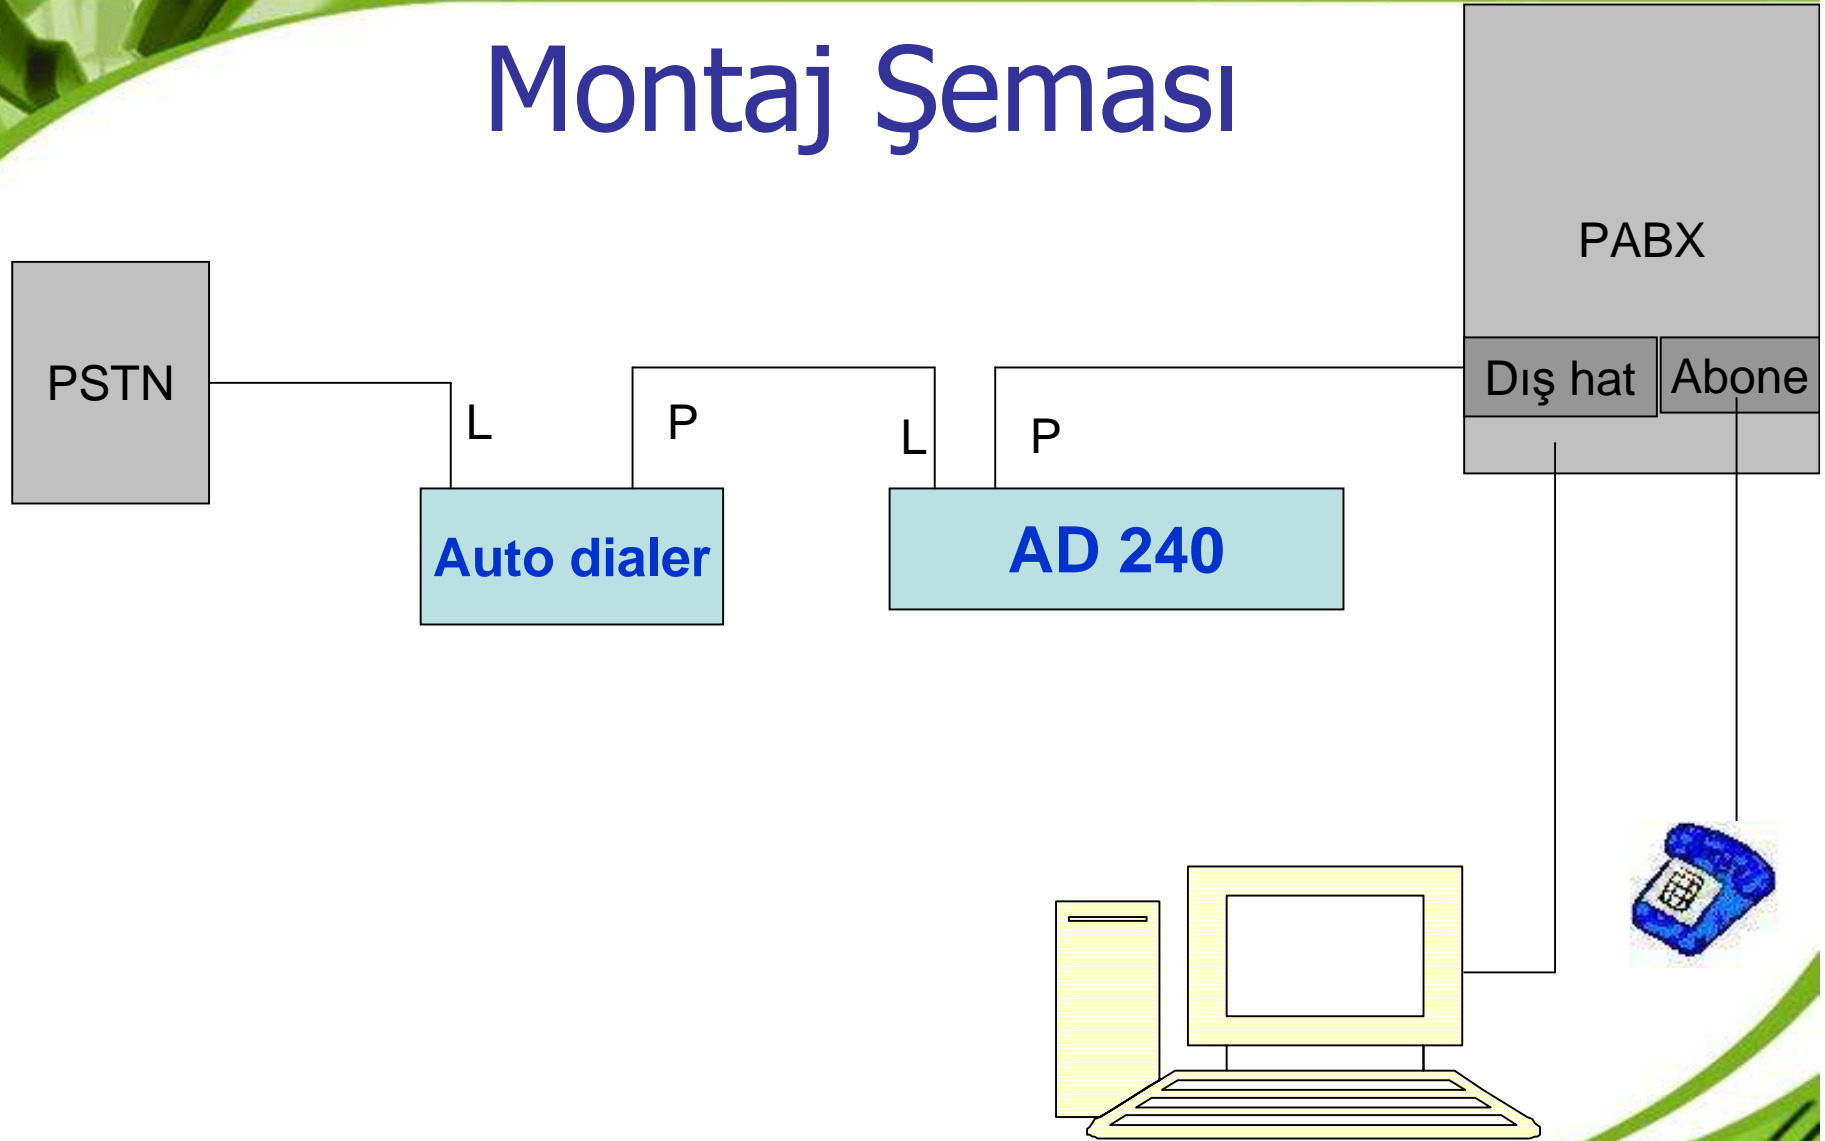 Montaj Şeması
PABX
PSTN
Dış hat
Abone
L
P
L
P
Auto dialer
AD 240